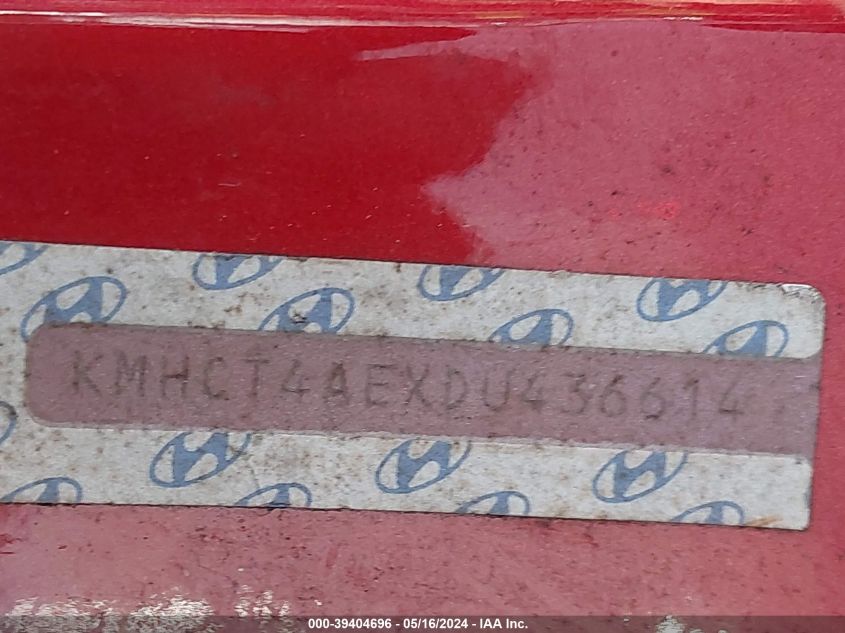 KMHCT4AEXDU436614
000-39404696 - 05/16/2024 - IAA Inc.